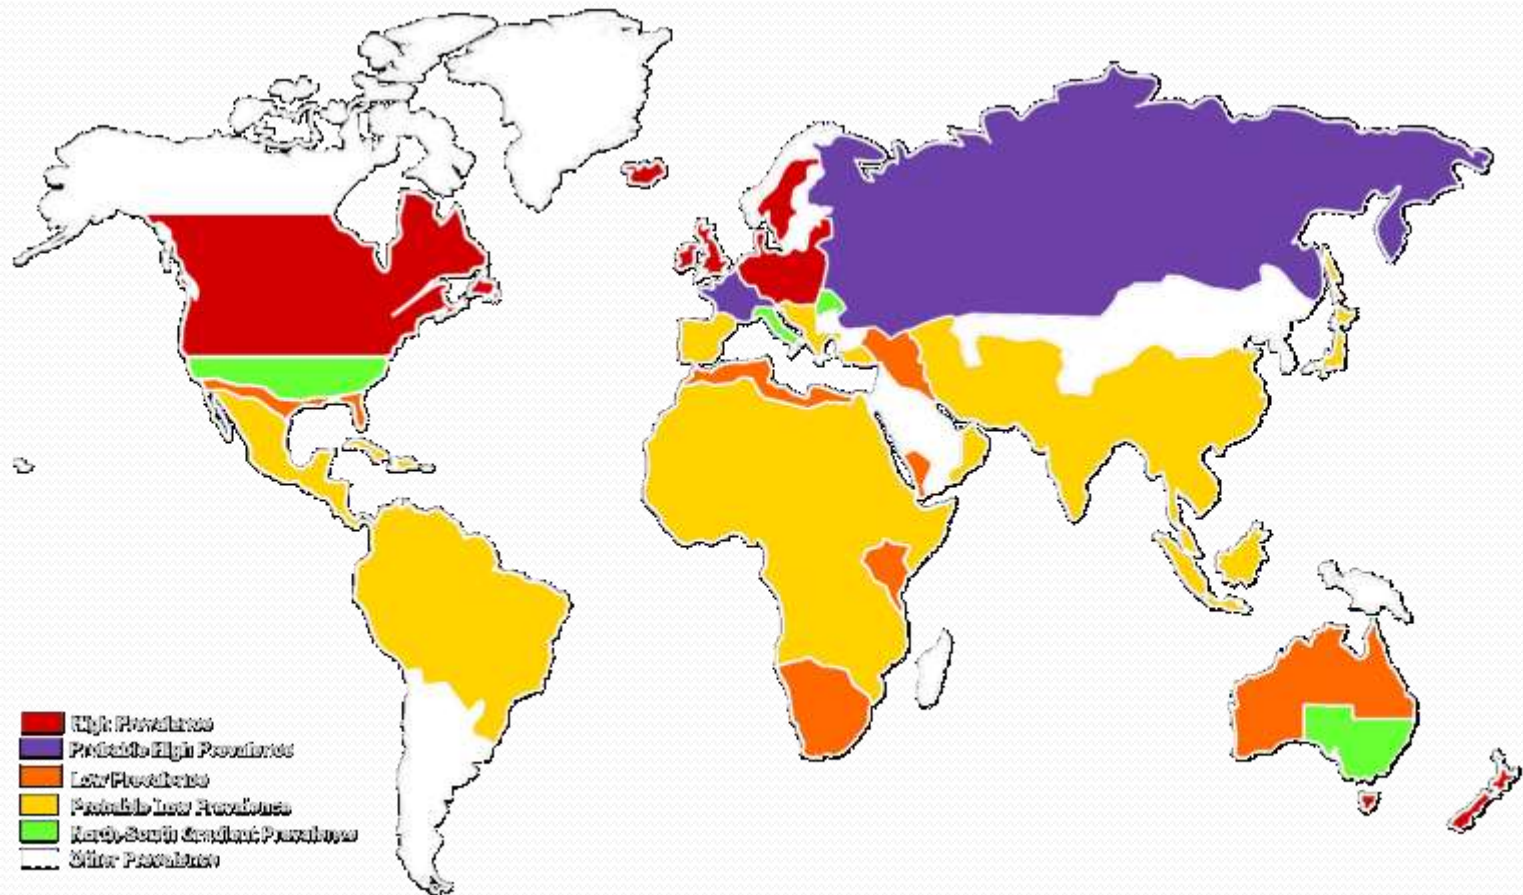 High Prevalence
Probable High Prevalence
Low Prevalence
Probable Low Prevalence
North-South Gradient Prevalence
Other Prevalence